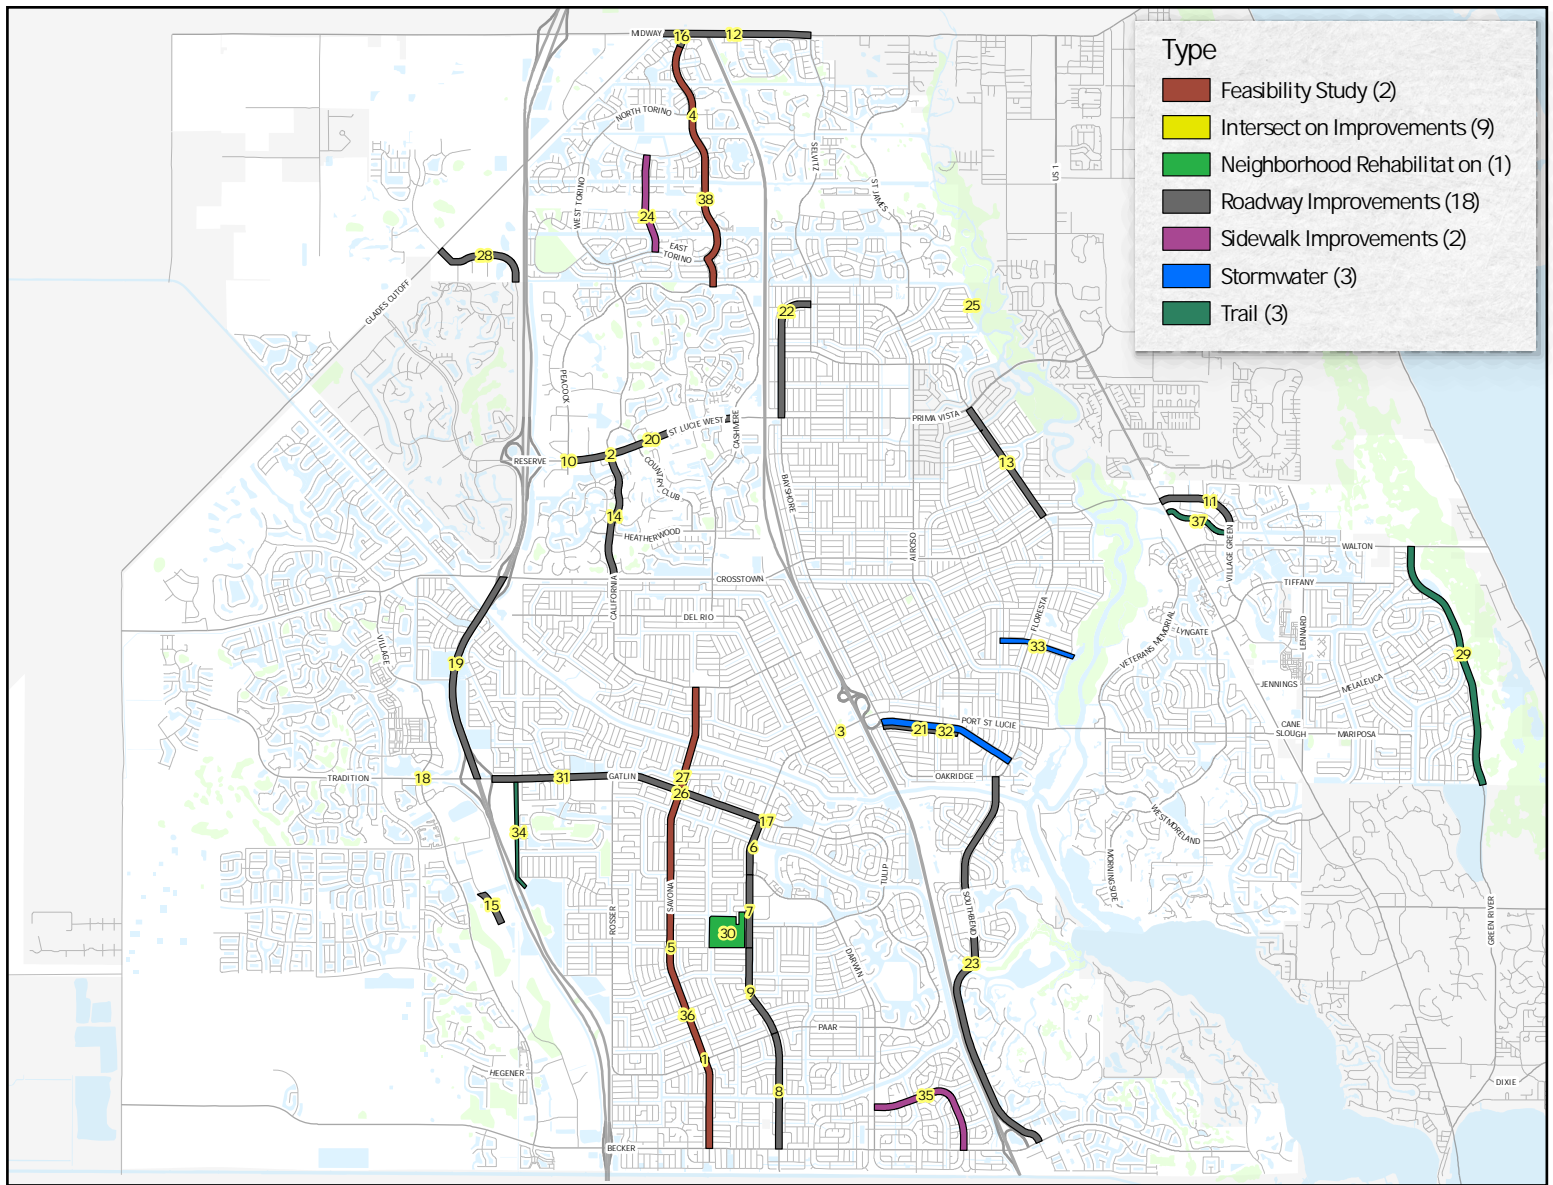 Type
Feasibility Study (2)
Intersect on Improvements (9)
Neighborhood Rehabilitat on (1)
Roadway Improvements (18)
Sidewalk Improvements (2)
Stormwater (3)
Trail (3)
MIDWAY
16
12
NORTH TORINO
4
SELVITZ
US 1
WEST TORINO
ST JAMES
38
24
EAST
TORINO
28
GLADES CUTOFF
22
25
PEACOCK
CASHMERE
PRIMA VISTA
ST LUCIE WEST
20
2
10
RESERVE
13
COUNTRY CLUB
BAYSHORE
11
14
37
HEATHERWOOD
AIROSO
VILLAGE GREEN
WALTON
CROSSTOWN
CALIFORNIA
TIFFANY
DEL RIO
FLORESTA
VILLAGE
VETERANS MEMORIAL
LYNGATE
LENNARD
33
29
19
JENNINGS
MELALEUCA
3
21
32
PORT ST LUCIE
CANE
SLOUGH
MARIPOSA
TRADITION
18
31
GATLIN
27
OAKRIDGE
26
17
34
WESTMORELAND
6
TULIP
MORNINGSIDE
15
SAVONA
ROSSER
7
SOUTHBEND
GREEN RIVER
30
5
DARWIN
23
9
36
PAAR
1
HEGENER
DIXIE
8
35
BECKER